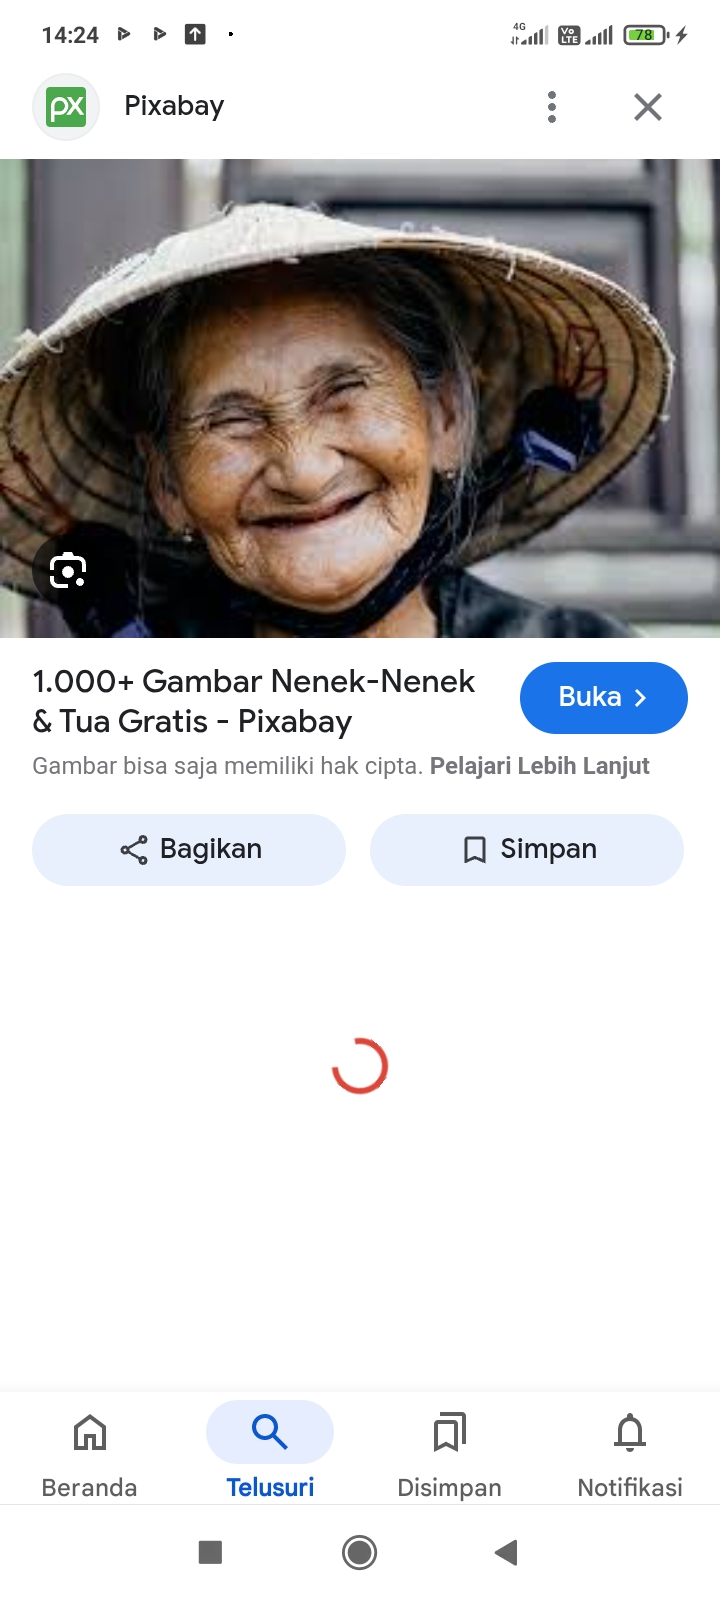 14:24
4G
Vo
LTE
78
px
Pixabay
1.000+ Gambar Nenek-Nenek
& Tua Gratis - Pixabay
Buka
Gambar bisa saja memiliki hak cipta. Pelajari Lebih Lanjut
Bagikan
Simpan
Beranda
Telusuri
Disimpan
Notifikasi